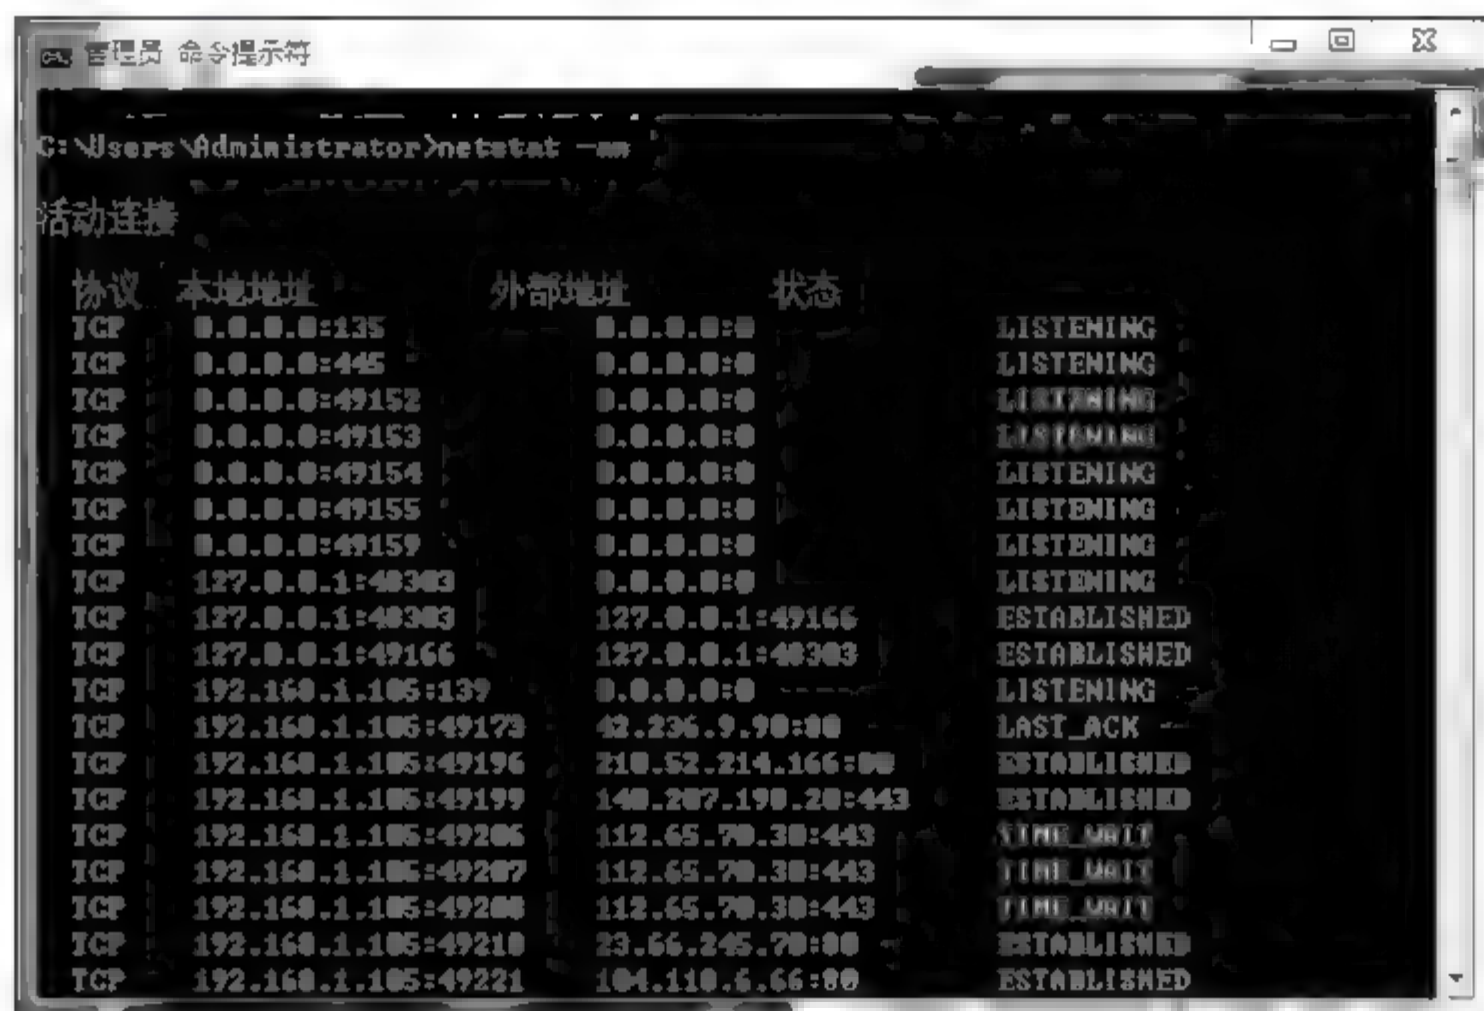 管理员 命令提示符
C:\Users\Administrator>netstat -an
活动连接
协议 本地地址 外部地址 状态
TCP 0.0.0.0:135 0.0.0.0:0 LISTENING
TCP 0.0.0.0:445 0.0.0.0:0 LISTENING
TCP 0.0.0.0:49152 0.0.0.0:0 LISTENING
TCP 0.0.0.0:49153 0.0.0.0:0 LISTENING
TCP 0.0.0.0:49154 0.0.0.0:0 LISTENING
TCP 0.0.0.0:49155 0.0.0.0:0 LISTENING
TCP 0.0.0.0:49159 0.0.0.0:0 LISTENING
TCP 127.0.0.1:48303 0.0.0.0:0 LISTENING
TCP 127.0.0.1:48303 127.0.0.1:49166 ESTABLISHED
TCP 127.0.0.1:49166 127.0.0.1:48303 ESTABLISHED
TCP 192.168.1.105:139 0.0.0.0:0 LISTENING
TCP 192.168.1.105:49173 42.236.9.90:80 LAST_ACK
TCP 192.168.1.105:49196 210.52.214.166:80 ESTABLISHED
TCP 192.168.1.105:49199 140.207.198.20:443 ESTABLISHED
TCP 192.168.1.105:49206 112.65.70.30:443 TIME_WAIT
TCP 192.168.1.105:49207 112.65.70.30:443 TIME_WAIT
TCP 192.168.1.105:49208 112.65.70.30:443 TIME_WAIT
TCP 192.168.1.105:49210 23.66.245.70:80 ESTABLISHED
TCP 192.168.1.105:49221 104.110.6.66:80 ESTABLISHED